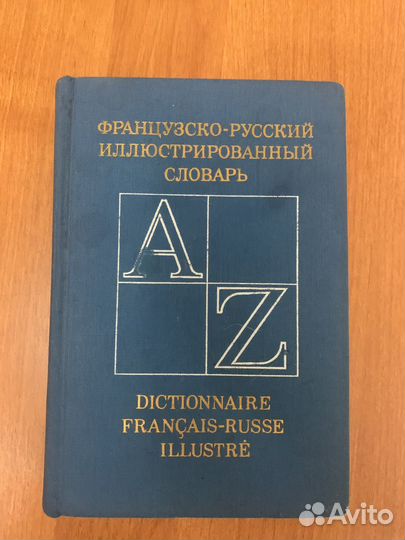 ФРАНЦУЗСКО-РУССКИЙ
ИЛЛЮСТРИРОВАННЫЙ
СЛОВАРЬ
A
Z
DICTIONNAIRE
FRANÇAIS-RUSSE
ILLUSTRÉ
Avito